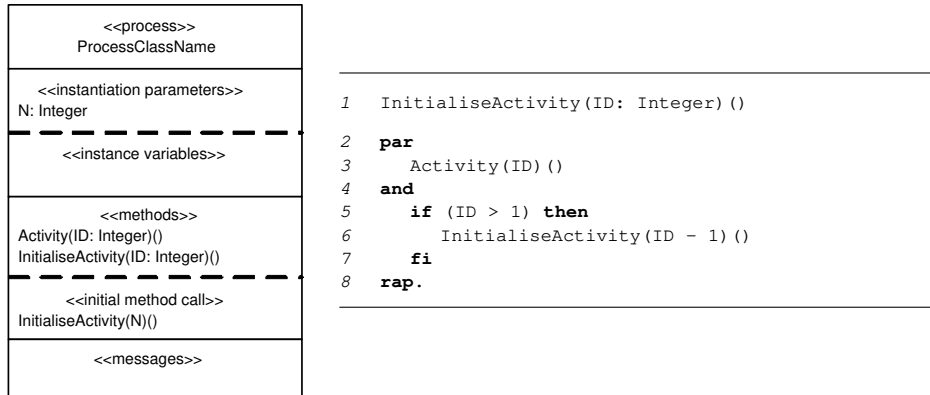 <<process>>
ProcessClassName
<<instantiation parameters>>
N: Integer
<<instance variables>>
<<methods>>
Activity(ID: Integer)()
InitialiseActivity(ID: Integer)()
<<initial method call>>
InitialiseActivity(N)()
<<messages>>
1 InitialiseActivity(ID: Integer)()
2 par
3 Activity(ID)()
4 and
5 if (ID > 1) then
6 InitialiseActivity(ID - 1)()
7 fi
8 rap.